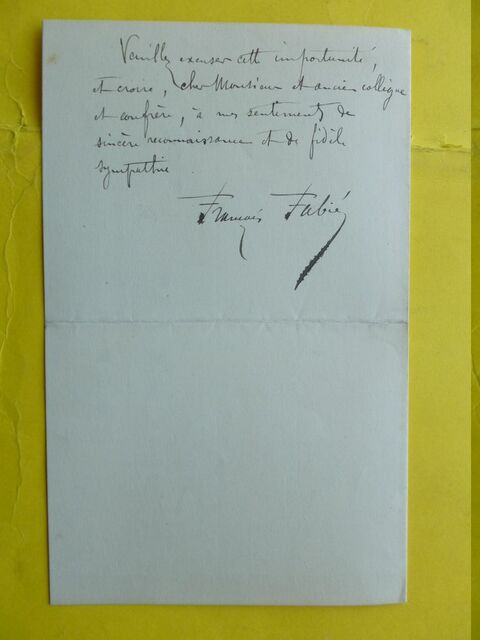 Veuillez excuser cette importunité,
et croire, cher Monsieur et ancien collègue
et confrère, à mes sentiments de
sincère reconnaissance et de fidèle
sympathie
François Fabié